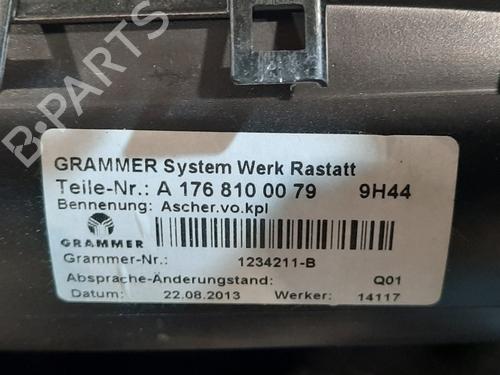 B-PARTS
GRAMMER System Werk Rastatt
Teile-Nr.: A 176 810 00 79 9H44
Bennenung: Ascher.vo.kpl
GRAMMER
Grammer-Nr.: 1234211-B
Absprache-Änderungstand: Q01
Datum: 22.08.2013 Werker: 14117